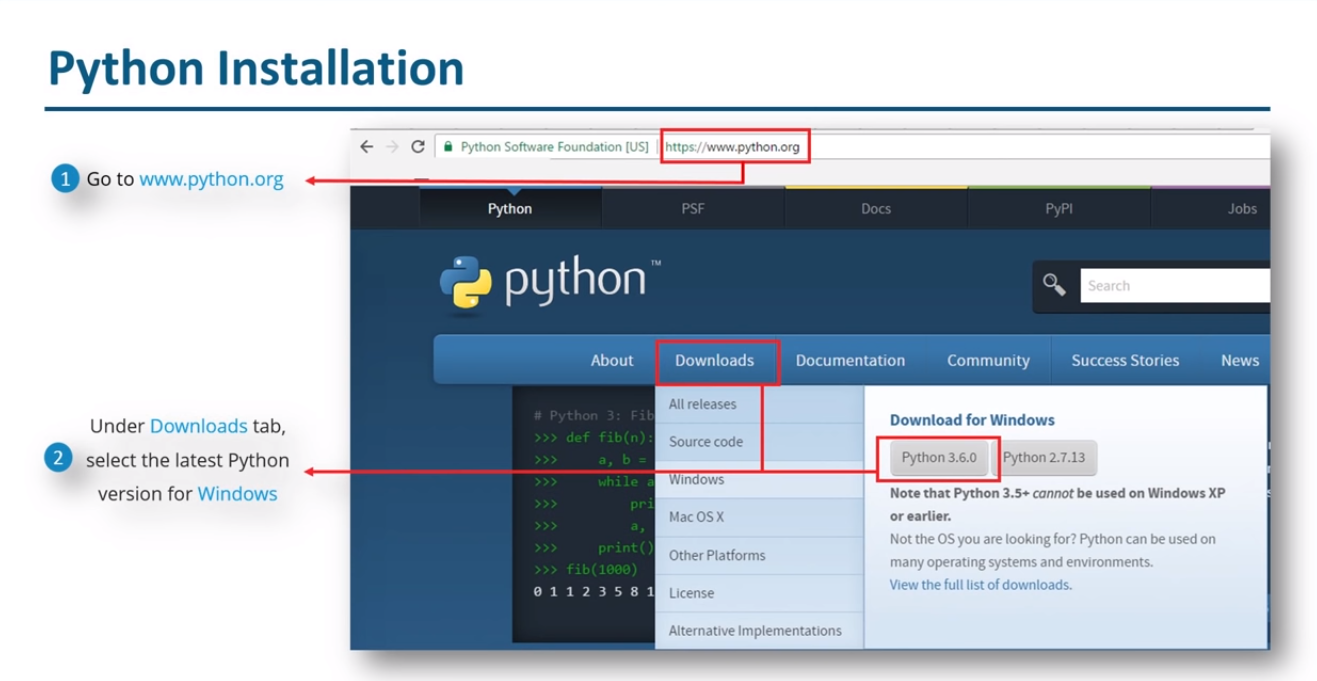 Python Installation
Python Software Foundation [US] | https://www.python.org
1 Go to www.python.org
Python PSF Docs PyPI Jobs
python™
Search
About Downloads Documentation Community Success Stories News
Under Downloads tab,
2 select the latest Python
version for Windows
# Python 3: Fib
>>> def fib(n):
>>> a, b =
>>> while a
>>> pri
>>> a,
>>> print()
>>> fib(1000)
0 1 1 2 3 5 8 1
All releases
Source code
Windows
Mac OS X
Other Platforms
License
Alternative Implementations
Download for Windows
Python 3.6.0 Python 2.7.13
Note that Python 3.5+ cannot be used on Windows XP
or earlier.
Not the OS you are looking for? Python can be used on
many operating systems and environments.
View the full list of downloads.